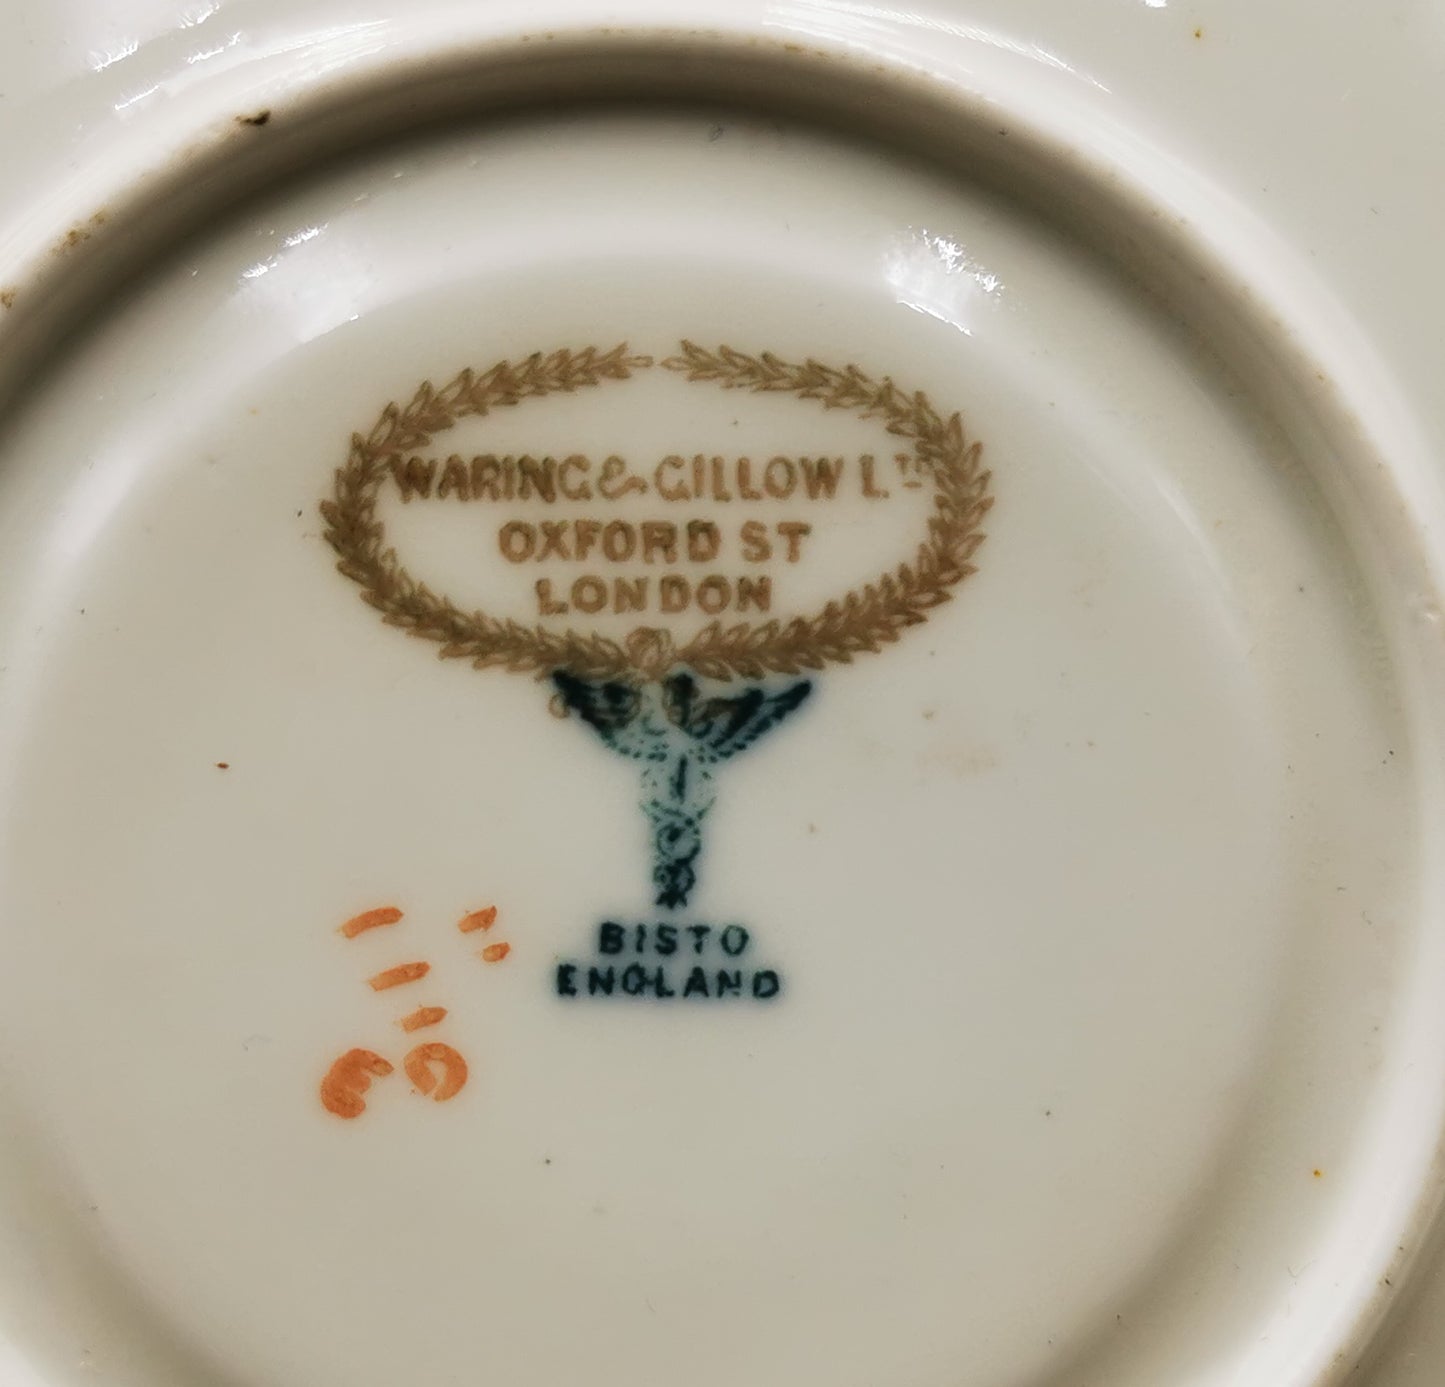 WARING & GILLOW LTD
OXFORD ST
LONDON
BISTO
ENGLAND